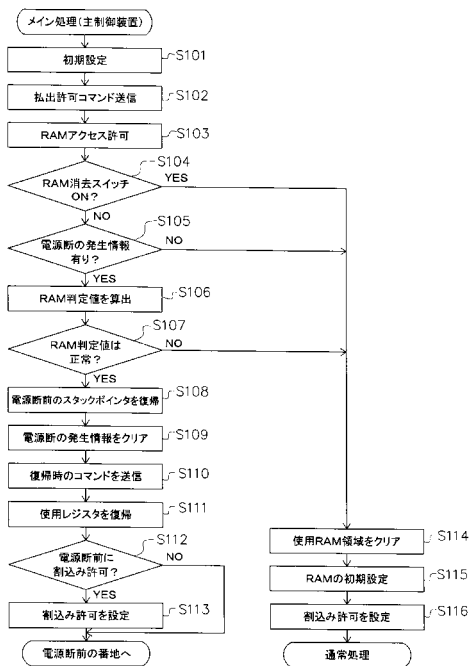 メイン処理(主制御装置)
初期設定
S101
払出許可コマンド送信
S102
RAMアクセス許可
S103
S104
RAM消去スイッチ
ON?
YES
NO
S105
電源断の発生情報
有り?
NO
YES
RAM判定値を算出
S106
S107
RAM判定値は
正常?
NO
YES
S108
電源断前のスタックポインタを復帰
S109
電源断の発生情報をクリア
S110
復帰時のコマンドを送信
S111
使用レジスタを復帰
S112
電源断前に
割込み許可?
NO
YES
S113
割込み許可を設定
電源断前の番地へ
使用RAM領域をクリア
S114
RAMの初期設定
S115
割込み許可を設定
S116
通常処理